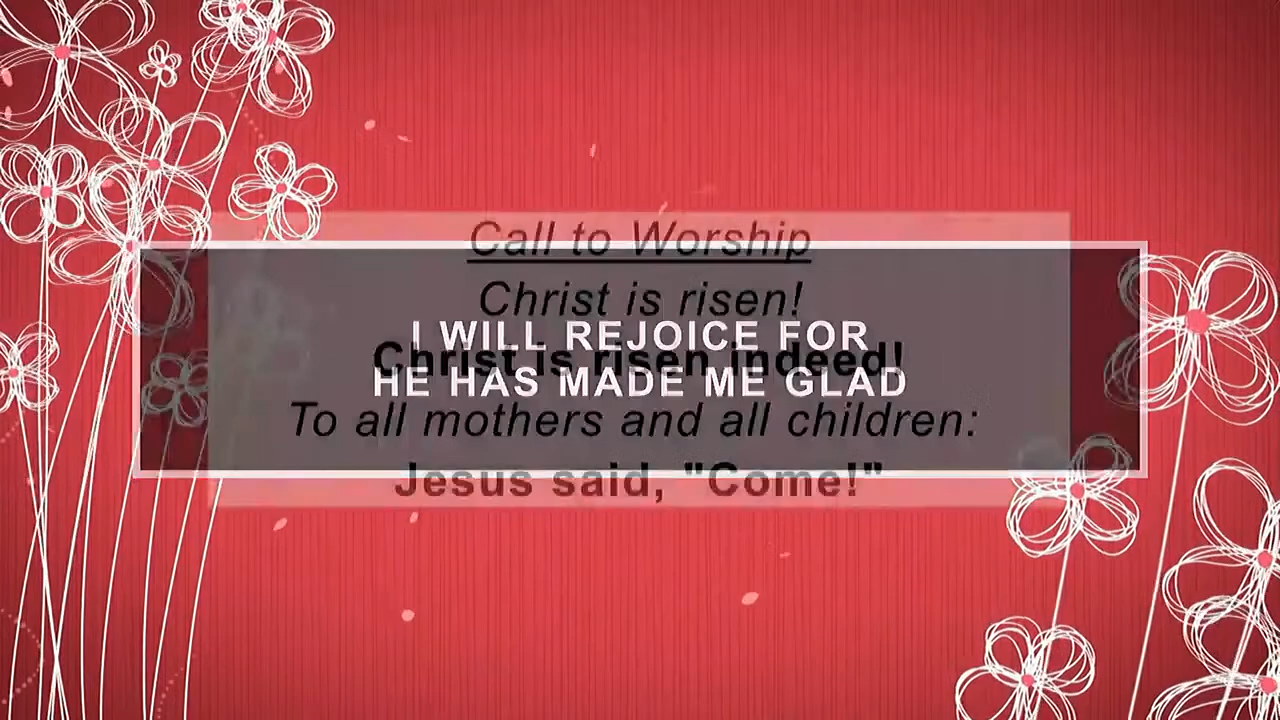 Call to Worship
Christ is risen!
I WILL REJOICE FOR
Christ is risen indeed!
HE HAS MADE ME GLAD
To all mothers and all children:
Jesus said, "Come!"